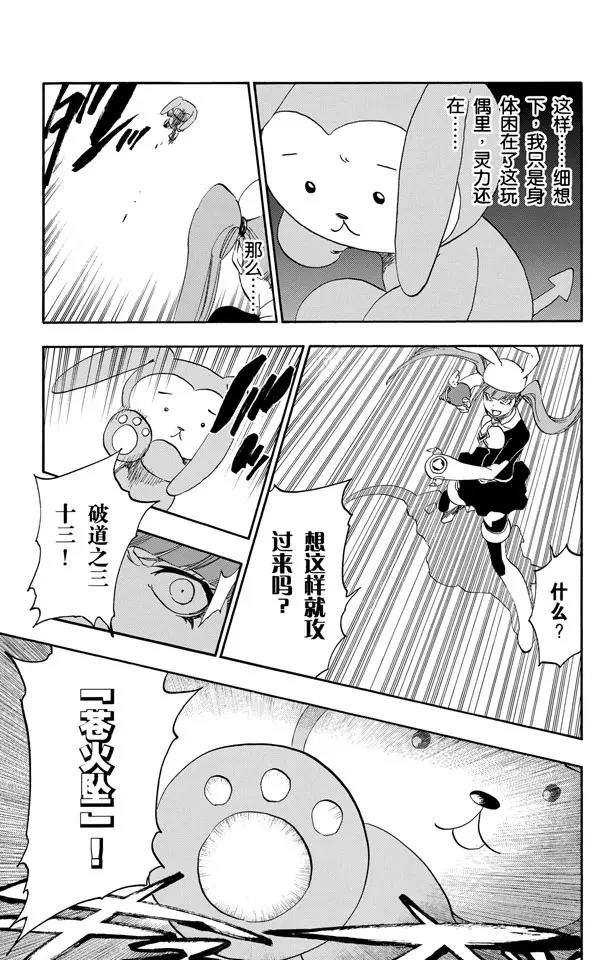 这样……细想
下，我只是身
体困在了这玩
偶里，灵力还
在……
那么……
什么？
想这样就攻
过来吗？
破道之三
十三！
『苍火坠』！